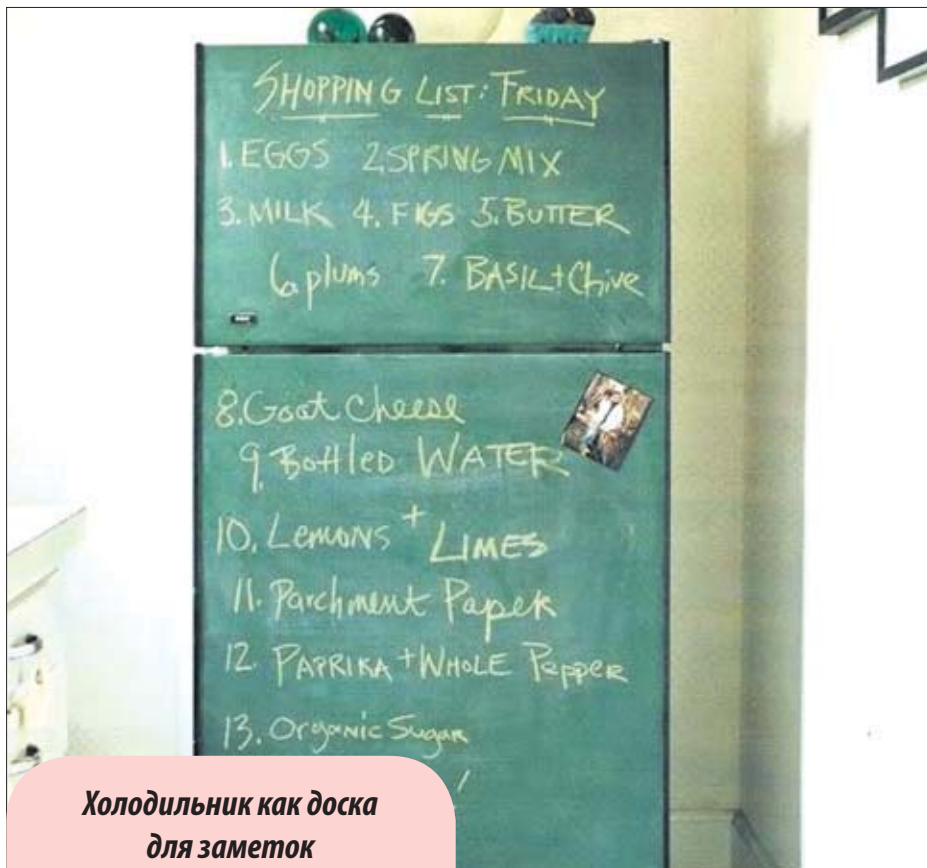 SHOPPING LIST: FRIDAY
1. EGGS 2. SPRING MIX
3. MILK 4. FIGS 5. BUTTER
6. plums 7. BASIL + Chive
8. Goat cheese
9. Bottled WATER
10. Lemons + LIMES
11. Parchment Paper
12. PAPRIKA + WHOLE Pepper
13. Organic Sugar
Холодильник как доска
для заметок